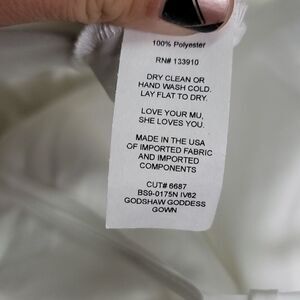 100% Polyester
RN# 133910
DRY CLEAN OR
HAND WASH COLD.
LAY FLAT TO DRY.
LOVE YOUR MU,
SHE LOVES YOU.
MADE IN THE USA
OF IMPORTED FABRIC
AND IMPORTED
COMPONENTS
CUT# 6687
BS9-0175N IV62
GODSHAW GODDESS
GOWN